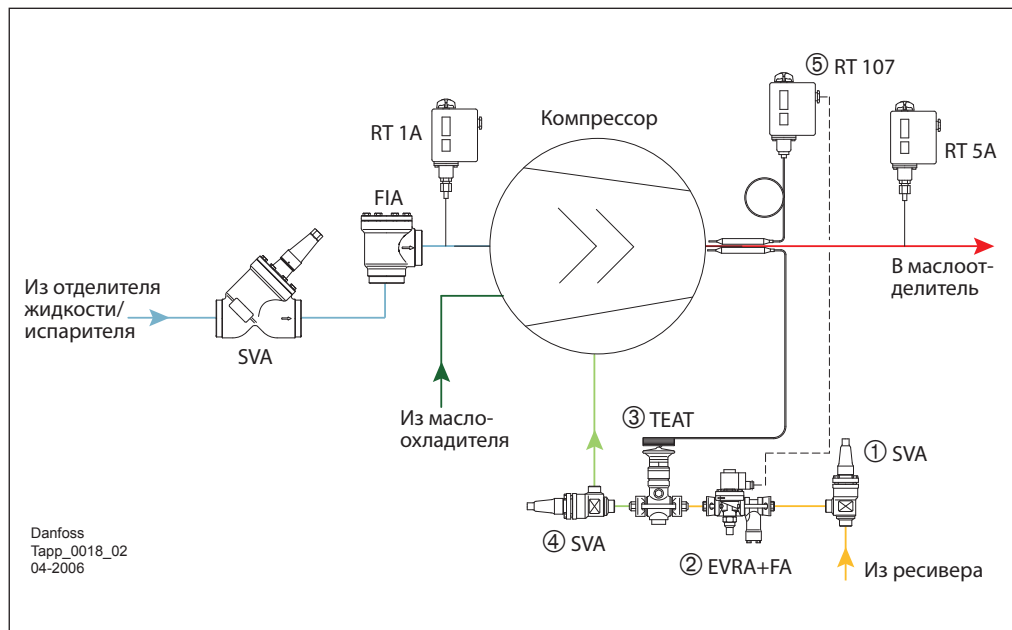 ⑤ RT 107
Компрессор
RT 1A
RT 5A
FIA
Из отделителя
жидкости/
испарителя
В маслоот-
делитель
SVA
Из масло-
охладителя
③ TEAT
① SVA
④ SVA
② EVRA+FA
Из ресивера
Danfoss
Tapp_0018_02
04-2006